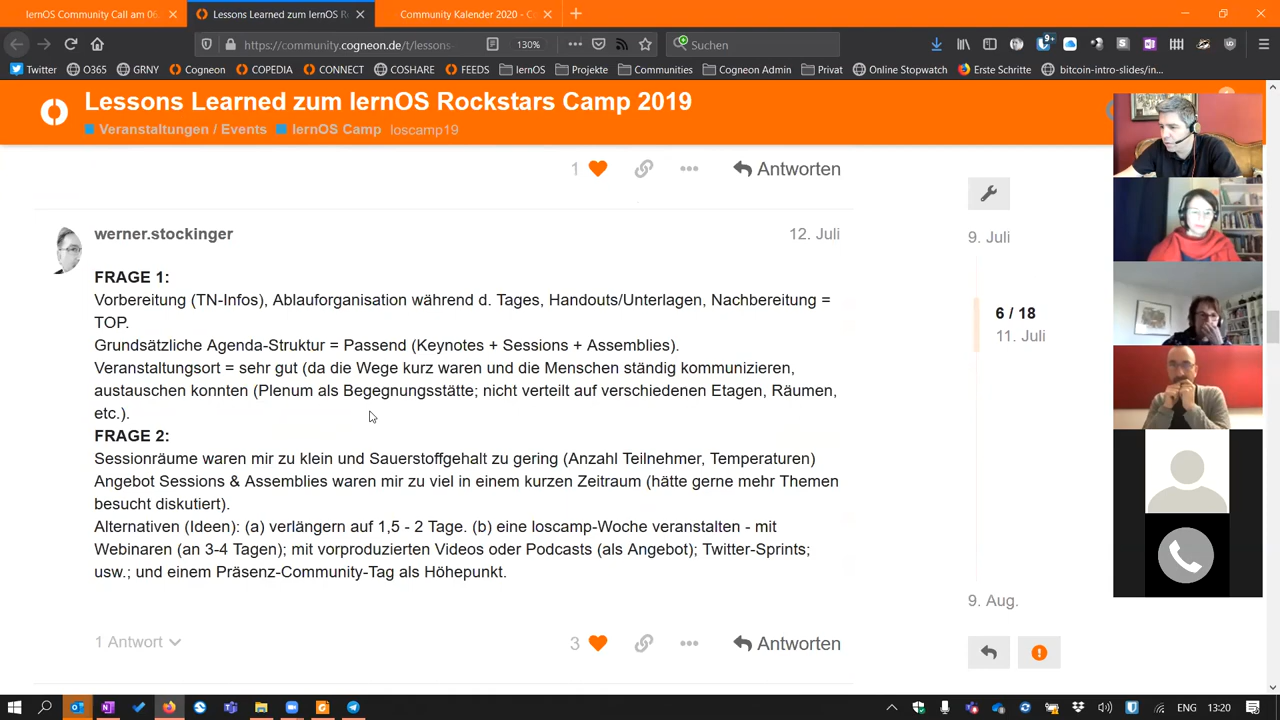 lernOS Community Call am 06.
Lessons Learned zum lernOS R
Community Kalender 2020 - C
https://community.cogneon.de/t/lessons-
130%
Suchen
9+
Twitter
O365
GRNY
Cogneon
COPEDIA
CONNECT
COSHARE
FEEDS
lernOS
Projekte
Communities
Cogneon Admin
Privat
Online Stopwatch
Erste Schritte
bitcoin-intro-slides/in...
Lessons Learned zum lernOS Rockstars Camp 2019
Veranstaltungen / Events
lernOS Camp
loscamp19
1
Antworten
werner.stockinger
12. Juli
FRAGE 1:
Vorbereitung (TN-Infos), Ablauforganisation während d. Tages, Handouts/Unterlagen, Nachbereitung =
TOP.
Grundsätzliche Agenda-Struktur = Passend (Keynotes + Sessions + Assemblies).
Veranstaltungsort = sehr gut (da die Wege kurz waren und die Menschen ständig kommunizieren,
austauschen konnten (Plenum als Begegnungsstätte; nicht verteilt auf verschiedenen Etagen, Räumen,
etc.).
FRAGE 2:
Sessionräume waren mir zu klein und Sauerstoffgehalt zu gering (Anzahl Teilnehmer, Temperaturen)
Angebot Sessions & Assemblies waren mir zu viel in einem kurzen Zeitraum (hätte gerne mehr Themen
besucht diskutiert).
Alternativen (Ideen): (a) verlängern auf 1,5 - 2 Tage. (b) eine loscamp-Woche veranstalten - mit
Webinaren (an 3-4 Tagen); mit vorproduzierten Videos oder Podcasts (als Angebot); Twitter-Sprints;
usw.; und einem Präsenz-Community-Tag als Höhepunkt.
1 Antwort
3
Antworten
9. Juli
6 / 18
11. Juli
9. Aug.
ENG
13:20